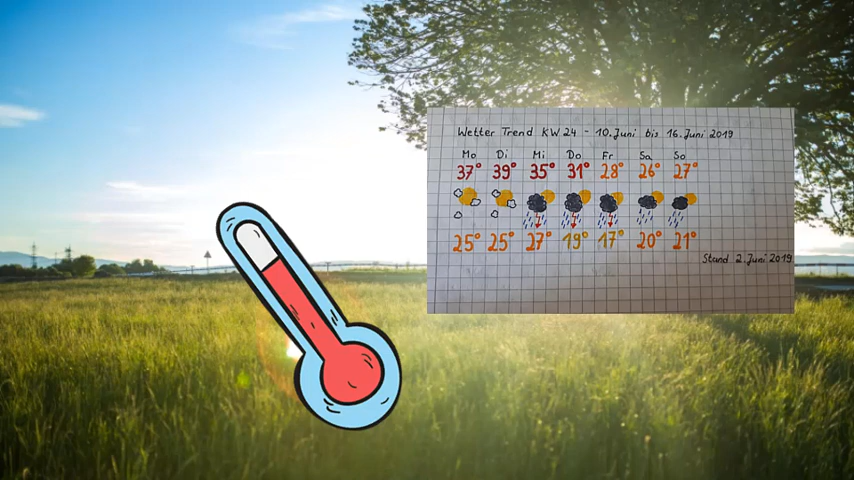 Wetter Trend KW 24 - 10. Juni bis 16. Juni 2019
Mo Di Mi Do Fr Sa So
37° 39° 35° 31° 28° 26° 27°
25° 25° 27° 19° 17° 20° 21°
Stand 2. Juni 2019